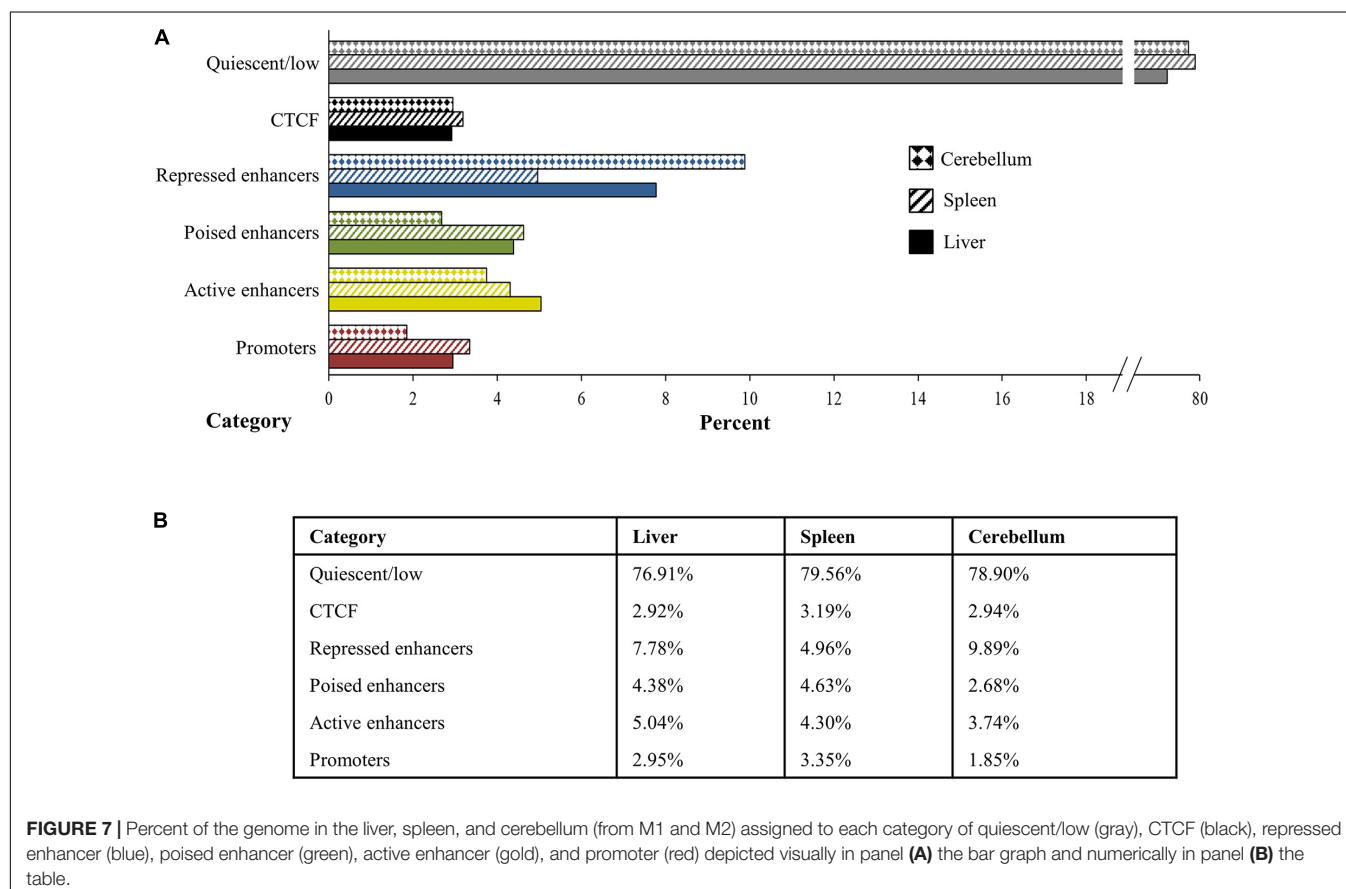 A
Quiescent/low
CTCF
Repressed enhancers
Poised enhancers
Active enhancers
Promoters
Cerebellum
Spleen
Liver
0 2 4 6 8 10 12 14 16 18 80
Category Percent
B
Category Liver Spleen Cerebellum
Quiescent/low 76.91% 79.56% 78.90%
CTCF 2.92% 3.19% 2.94%
Repressed enhancers 7.78% 4.96% 9.89%
Poised enhancers 4.38% 4.63% 2.68%
Active enhancers 5.04% 4.30% 3.74%
Promoters 2.95% 3.35% 1.85%
FIGURE 7 | Percent of the genome in the liver, spleen, and cerebellum (from M1 and M2) assigned to each category of quiescent/low (gray), CTCF (black), repressed
enhancer (blue), poised enhancer (green), active enhancer (gold), and promoter (red) depicted visually in panel (A) the bar graph and numerically in panel (B) the
table.